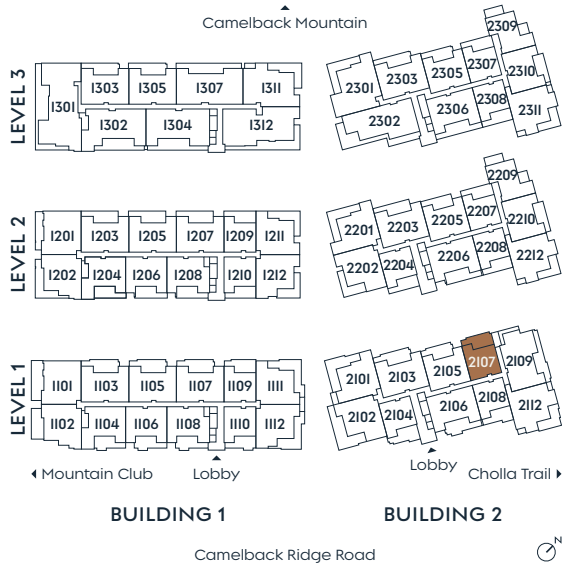 Camelback Mountain
LEVEL 3
1301 1303 1305 1307 1311
1302 1304 1312
2301 2303 2305 2307 2309 2310
2302 2306 2308 2311
LEVEL 2
1201 1203 1205 1207 1209 1211
1202 1204 1206 1208 1210 1212
2201 2203 2205 2207 2209 2210
2202 2204 2206 2208 2212
LEVEL 1
1101 1103 1105 1107 1109 1111
1102 1104 1106 1108 1110 1112
2101 2103 2105 2107 2109
2102 2104 2106 2108 2112
Mountain Club
Lobby
Lobby
Cholla Trail
BUILDING 1
BUILDING 2
Camelback Ridge Road
N